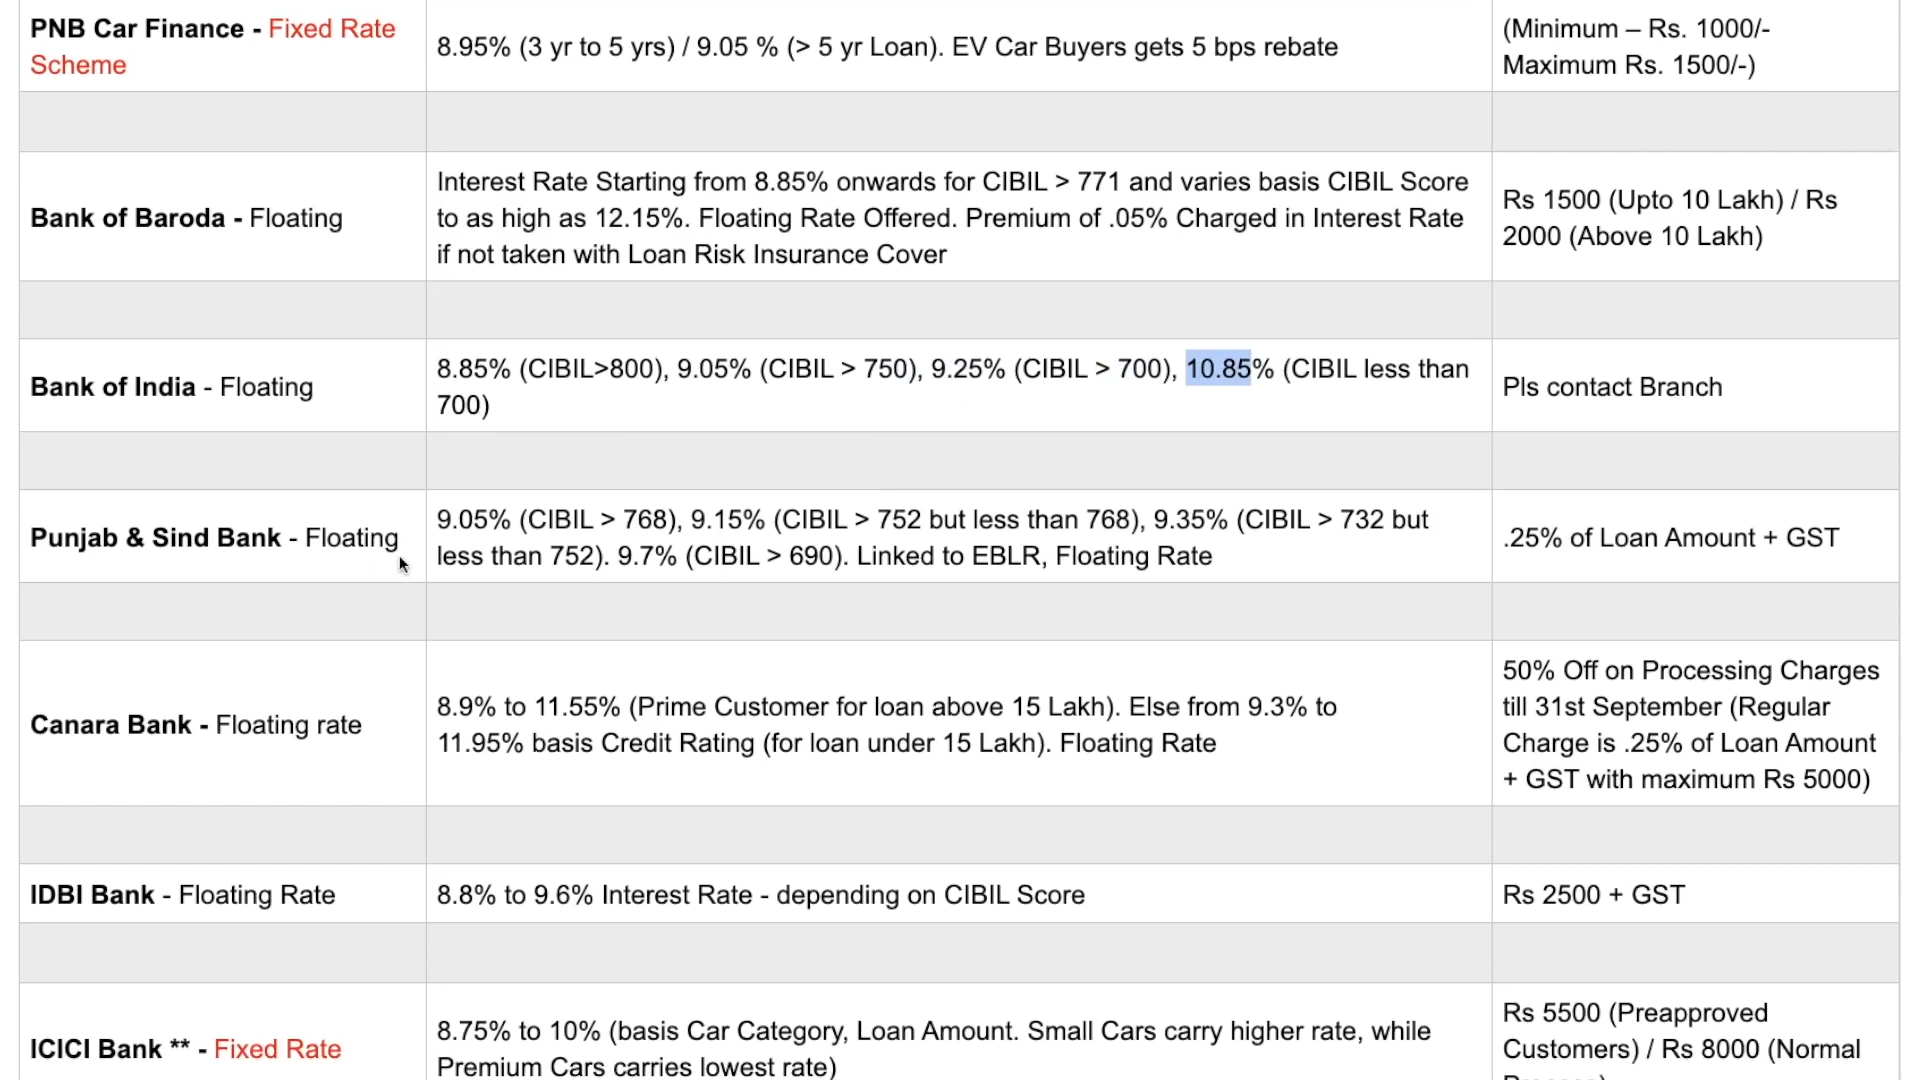 PNB Car Finance - Fixed Rate
Scheme
8.95% (3 yr to 5 yrs) / 9.05 % (> 5 yr Loan). EV Car Buyers gets 5 bps rebate
(Minimum – Rs. 1000/-
Maximum Rs. 1500/-)
Bank of Baroda - Floating
Interest Rate Starting from 8.85% onwards for CIBIL > 771 and varies basis CIBIL Score
to as high as 12.15%. Floating Rate Offered. Premium of .05% Charged in Interest Rate
if not taken with Loan Risk Insurance Cover
Rs 1500 (Upto 10 Lakh) / Rs
2000 (Above 10 Lakh)
Bank of India - Floating
8.85% (CIBIL>800), 9.05% (CIBIL > 750), 9.25% (CIBIL > 700), 10.85% (CIBIL less than
700)
Pls contact Branch
Punjab & Sind Bank - Floating
9.05% (CIBIL > 768), 9.15% (CIBIL > 752 but less than 768), 9.35% (CIBIL > 732 but
less than 752). 9.7% (CIBIL > 690). Linked to EBLR, Floating Rate
.25% of Loan Amount + GST
Canara Bank - Floating rate
8.9% to 11.55% (Prime Customer for loan above 15 Lakh). Else from 9.3% to
11.95% basis Credit Rating (for loan under 15 Lakh). Floating Rate
50% Off on Processing Charges
till 31st September (Regular
Charge is .25% of Loan Amount
+ GST with maximum Rs 5000)
IDBI Bank - Floating Rate
8.8% to 9.6% Interest Rate - depending on CIBIL Score
Rs 2500 + GST
ICICI Bank ** - Fixed Rate
8.75% to 10% (basis Car Category, Loan Amount. Small Cars carry higher rate, while
Premium Cars carries lowest rate)
Rs 5500 (Preapproved
Customers) / Rs 8000 (Normal